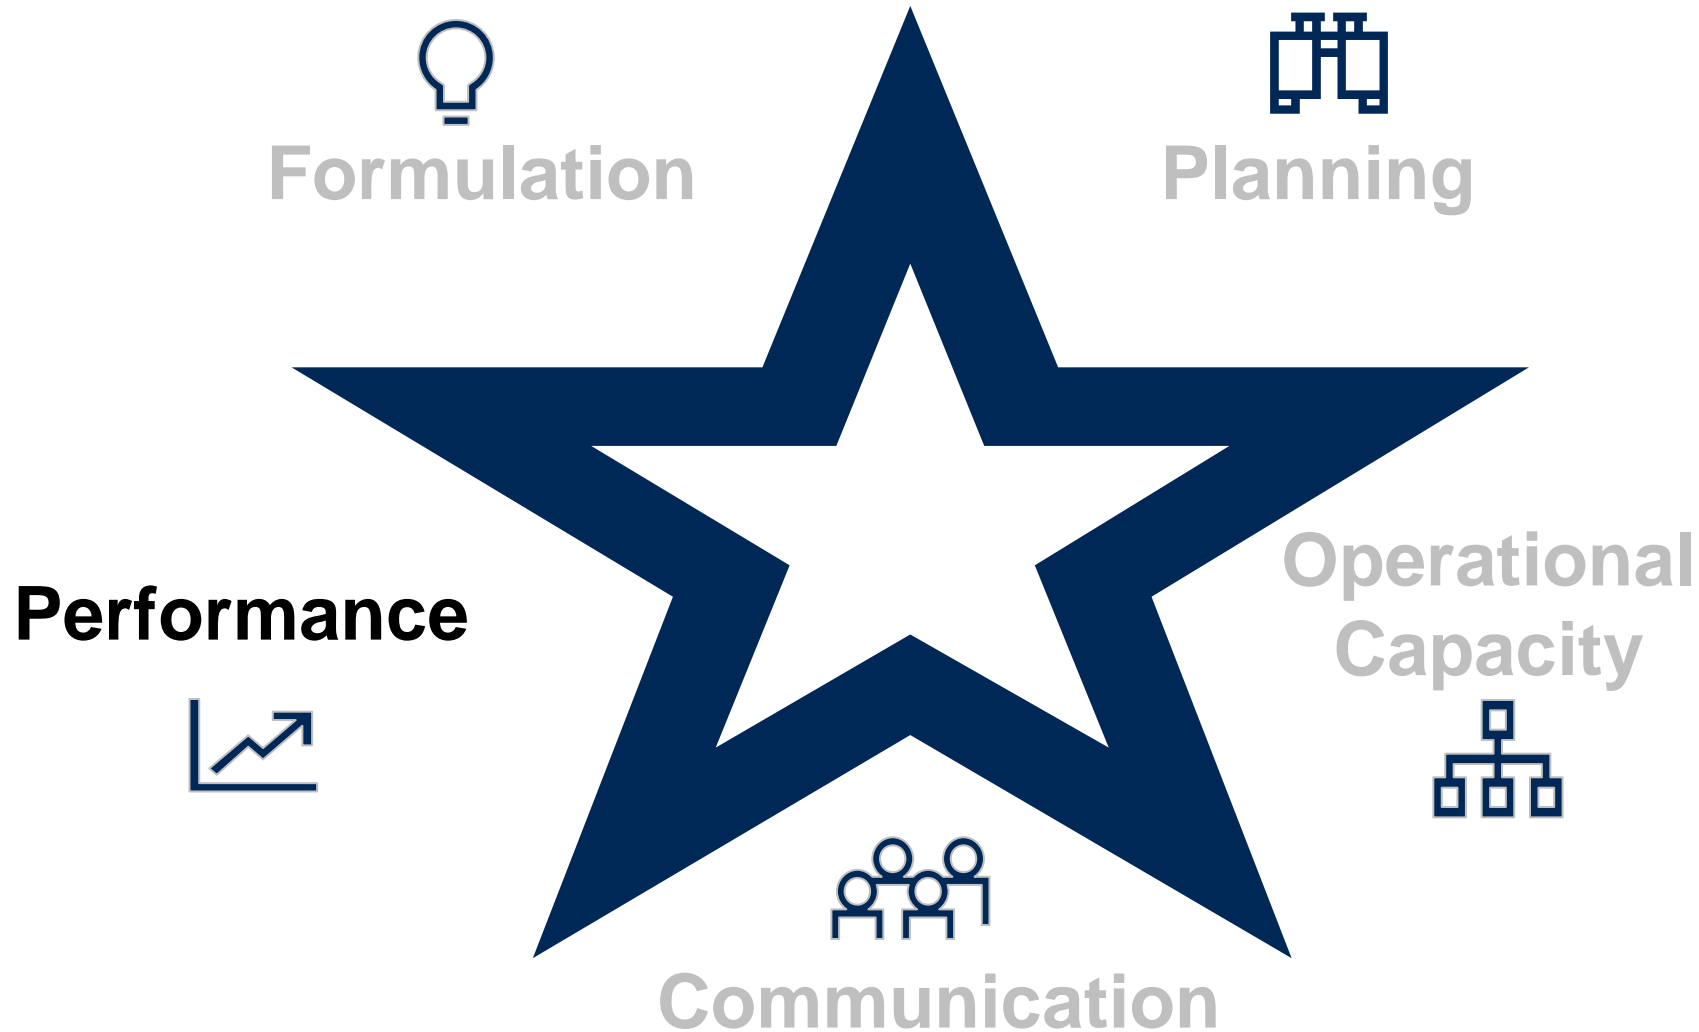 Formulation
Planning
Operational
Capacity
Performance
Communication